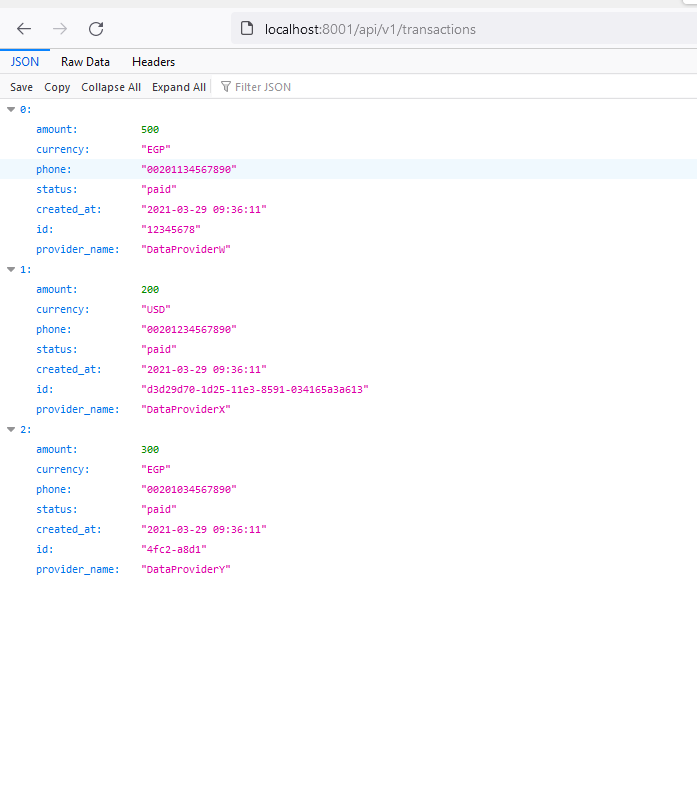 localhost:8001/api/v1/transactions
JSON Raw Data Headers
Save Copy Collapse All Expand All Filter JSON
0:
amount: 500
currency: "EGP"
phone: "00201134567890"
status: "paid"
created_at: "2021-03-29 09:36:11"
id: "12345678"
provider_name: "DataProviderW"
1:
amount: 200
currency: "USD"
phone: "00201234567890"
status: "paid"
created_at: "2021-03-29 09:36:11"
id: "d3d29d70-1d25-11e3-8591-034165a3a613"
provider_name: "DataProviderX"
2:
amount: 300
currency: "EGP"
phone: "00201034567890"
status: "paid"
created_at: "2021-03-29 09:36:11"
id: "4fc2-a8d1"
provider_name: "DataProviderY"